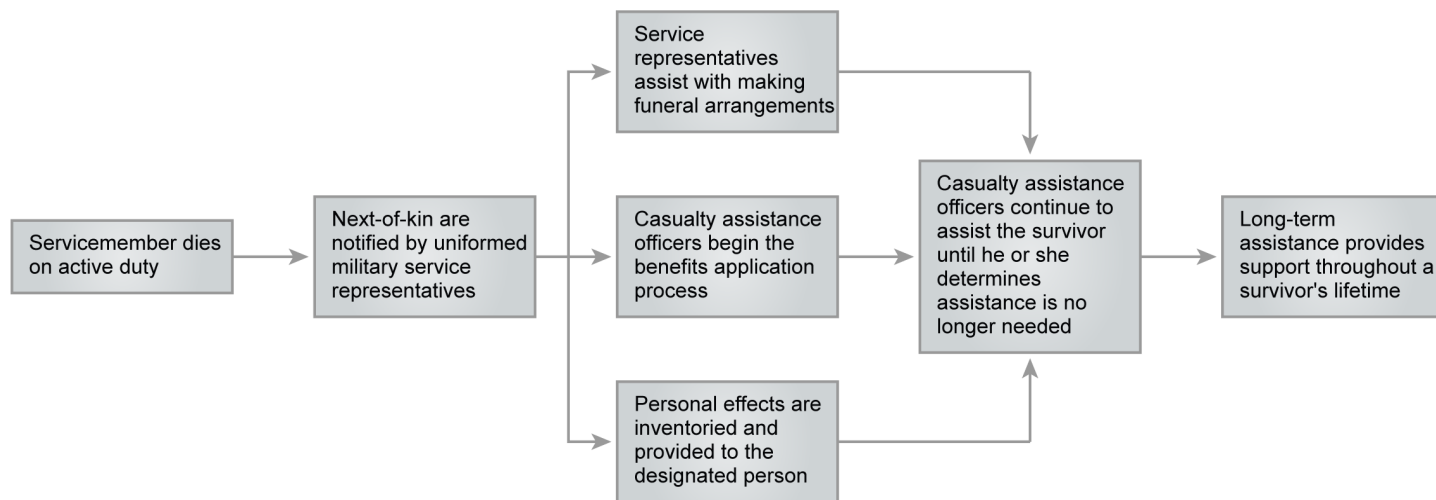 Servicemember dies
on active duty
Next-of-kin are
notified by uniformed
military service
representatives
Service
representatives
assist with making
funeral arrangements
Casualty assistance
officers begin the
benefits application
process
Personal effects are
inventoried and
provided to the
designated person
Casualty assistance
officers continue to
assist the survivor
until he or she
determines
assistance is no
longer needed
Long-term
assistance provides
support throughout a
survivor's lifetime